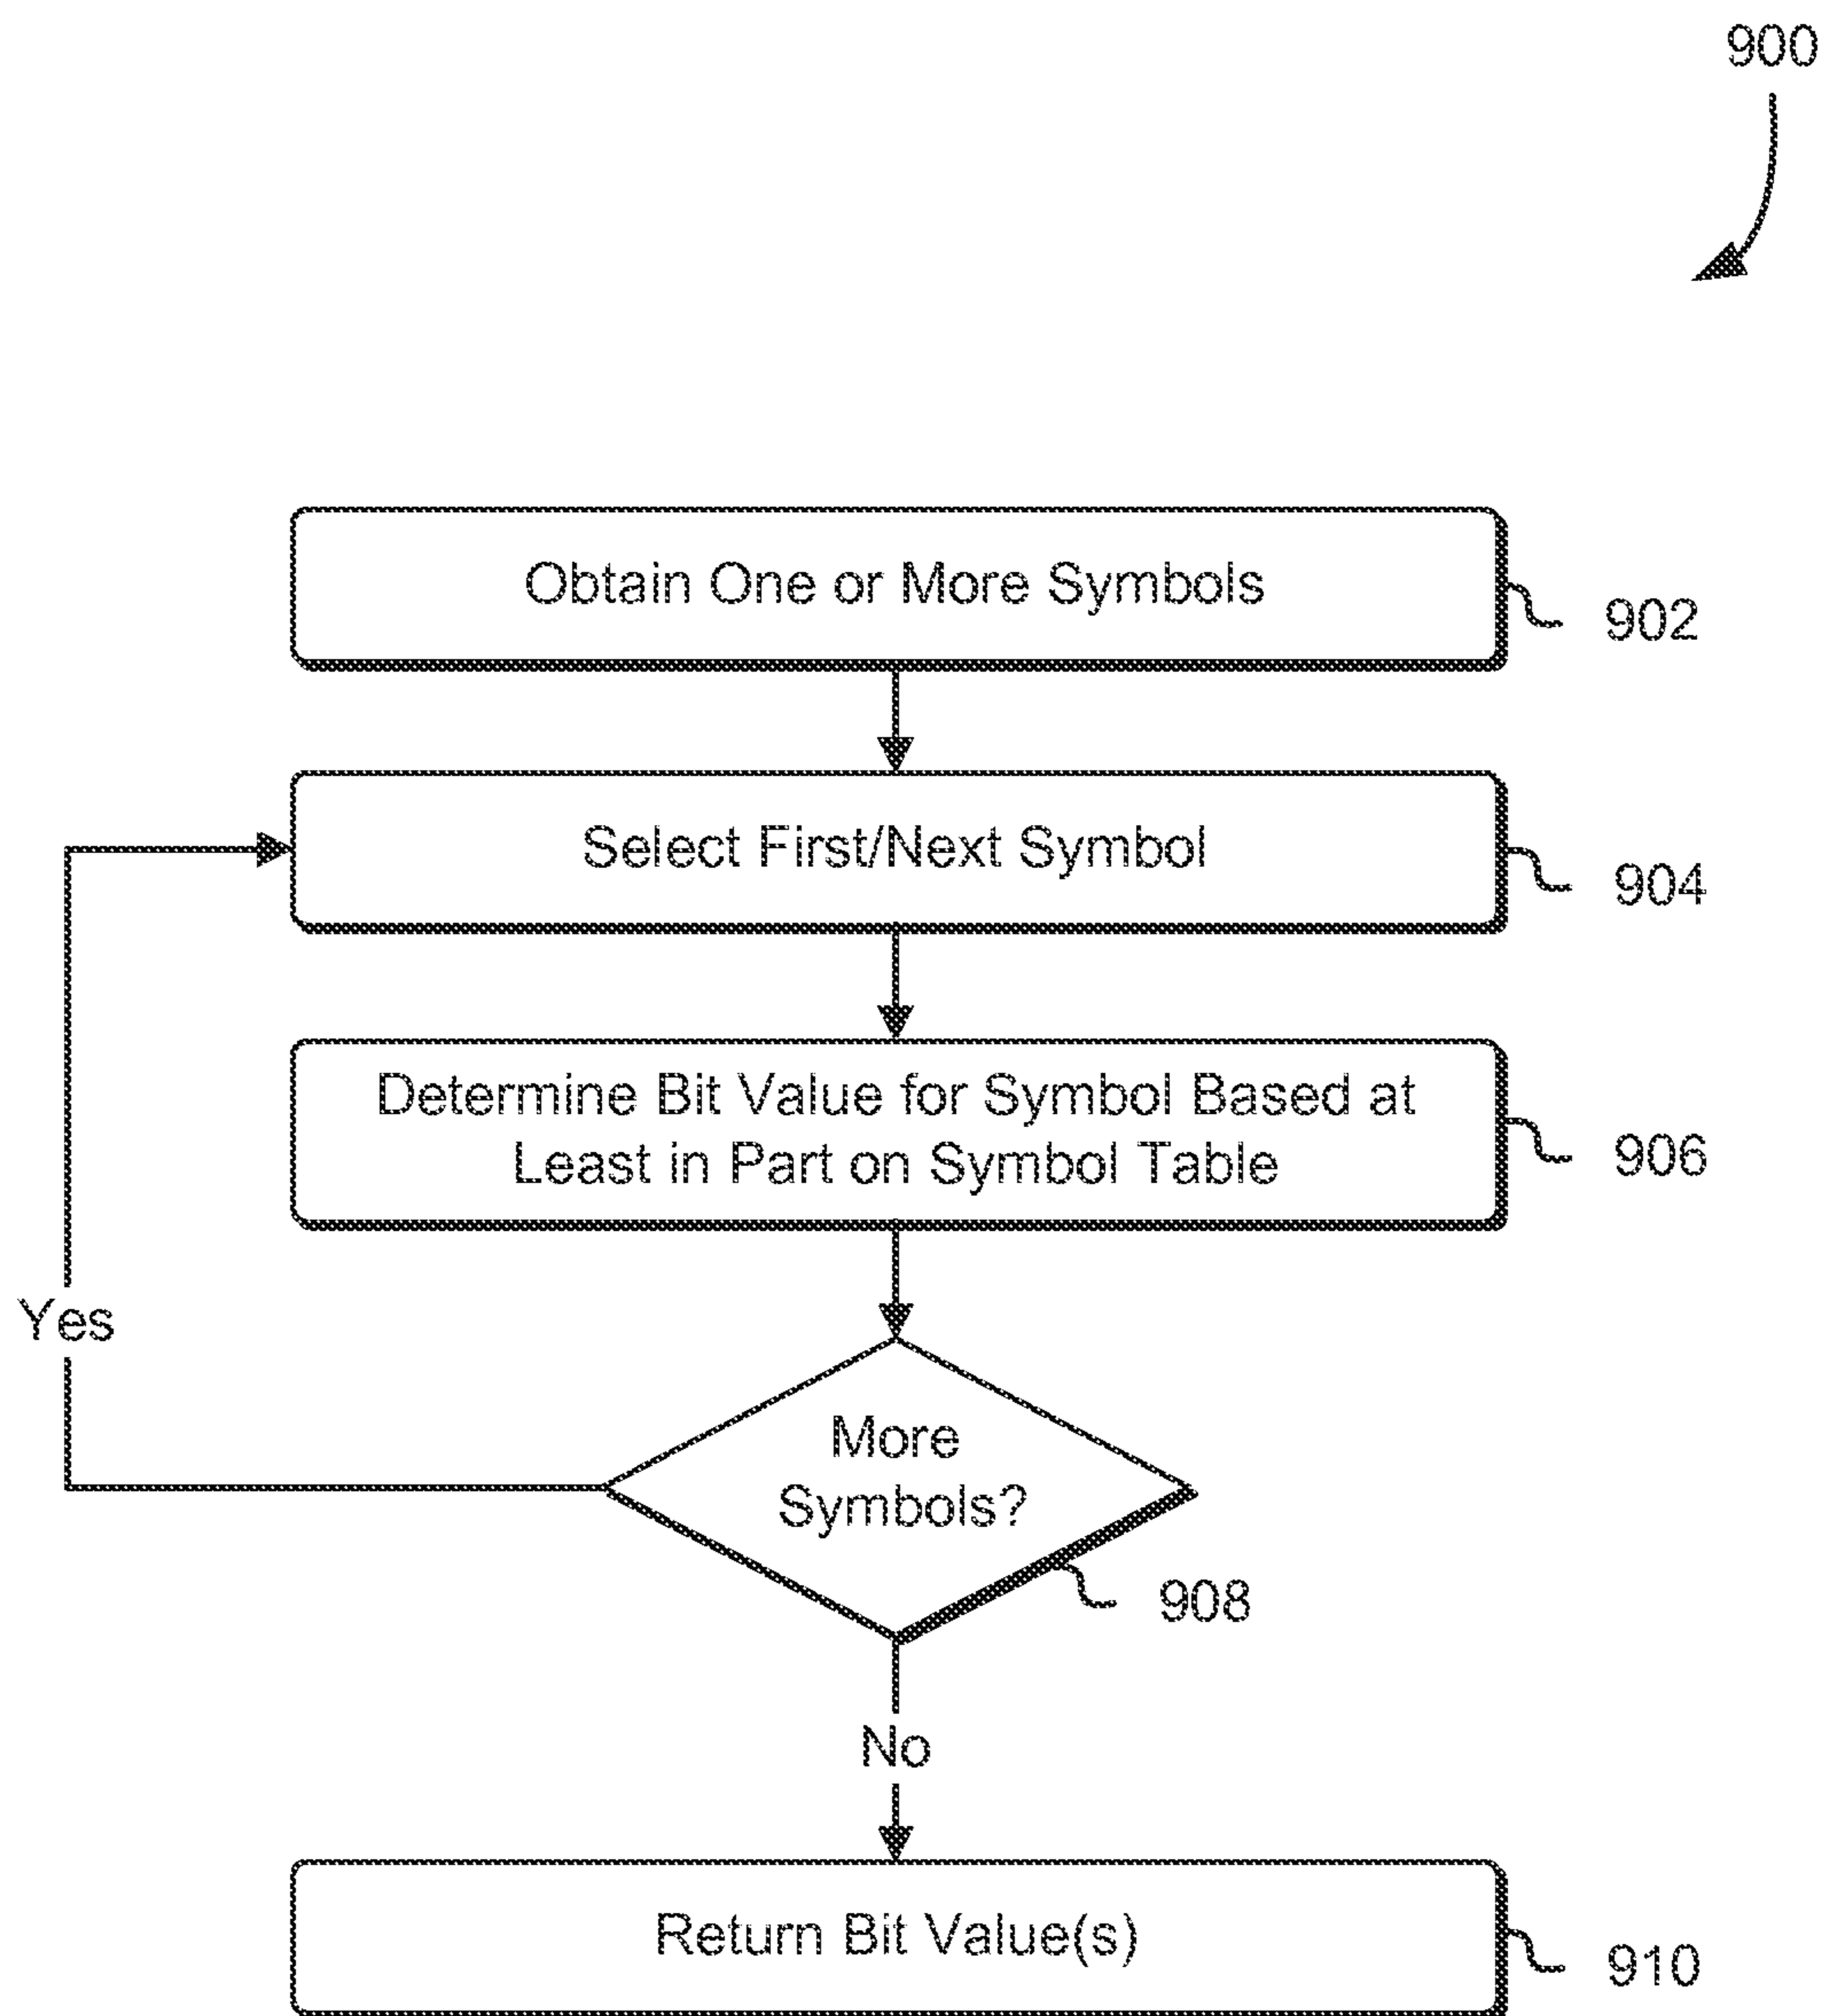 900
Obtain One or More Symbols
902
Select First/Next Symbol
904
Determine Bit Value for Symbol Based at
Least in Part on Symbol Table
906
Yes
More
Symbols?
908
No
Return Bit Value(s)
910